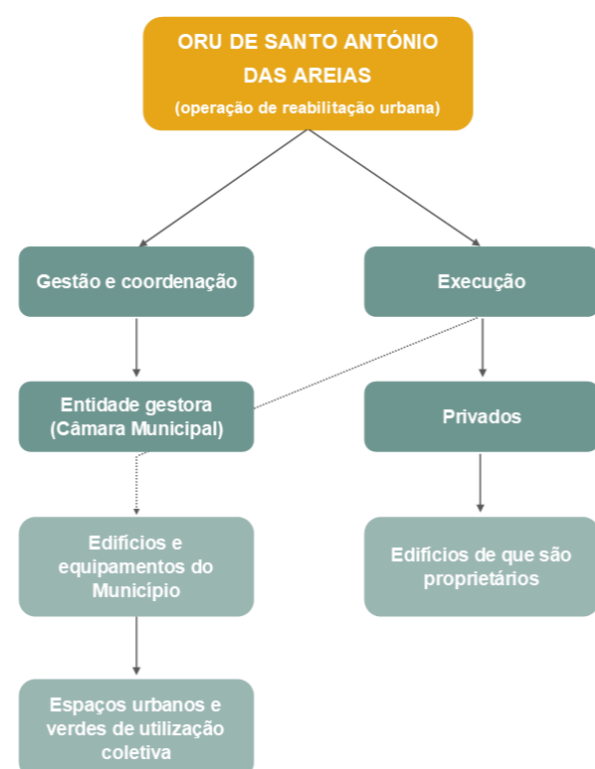 ORU DE SANTO ANTÓNIO
DAS AREIAS
(operação de reabilitação urbana)
Gestão e coordenação
Execução
Entidade gestora
(Câmara Municipal)
Privados
Edifícios e
equipamentos do
Município
Edifícios de que são
proprietários
Espaços urbanos e
verdes de utilização
coletiva